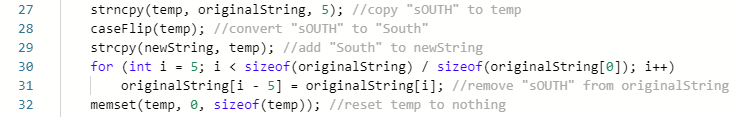 27 strncpy(temp, originalString, 5); //copy "sOUTH" to temp
28 caseFlip(temp); //convert "sOUTH" to "South"
29 strcpy(newString, temp); //add "South" to newString
30 for (int i = 5; i < sizeof(originalString) / sizeof(originalString[0]); i++)
31 originalString[i - 5] = originalString[i]; //remove "sOUTH" from originalString
32 memset(temp, 0, sizeof(temp)); //reset temp to nothing